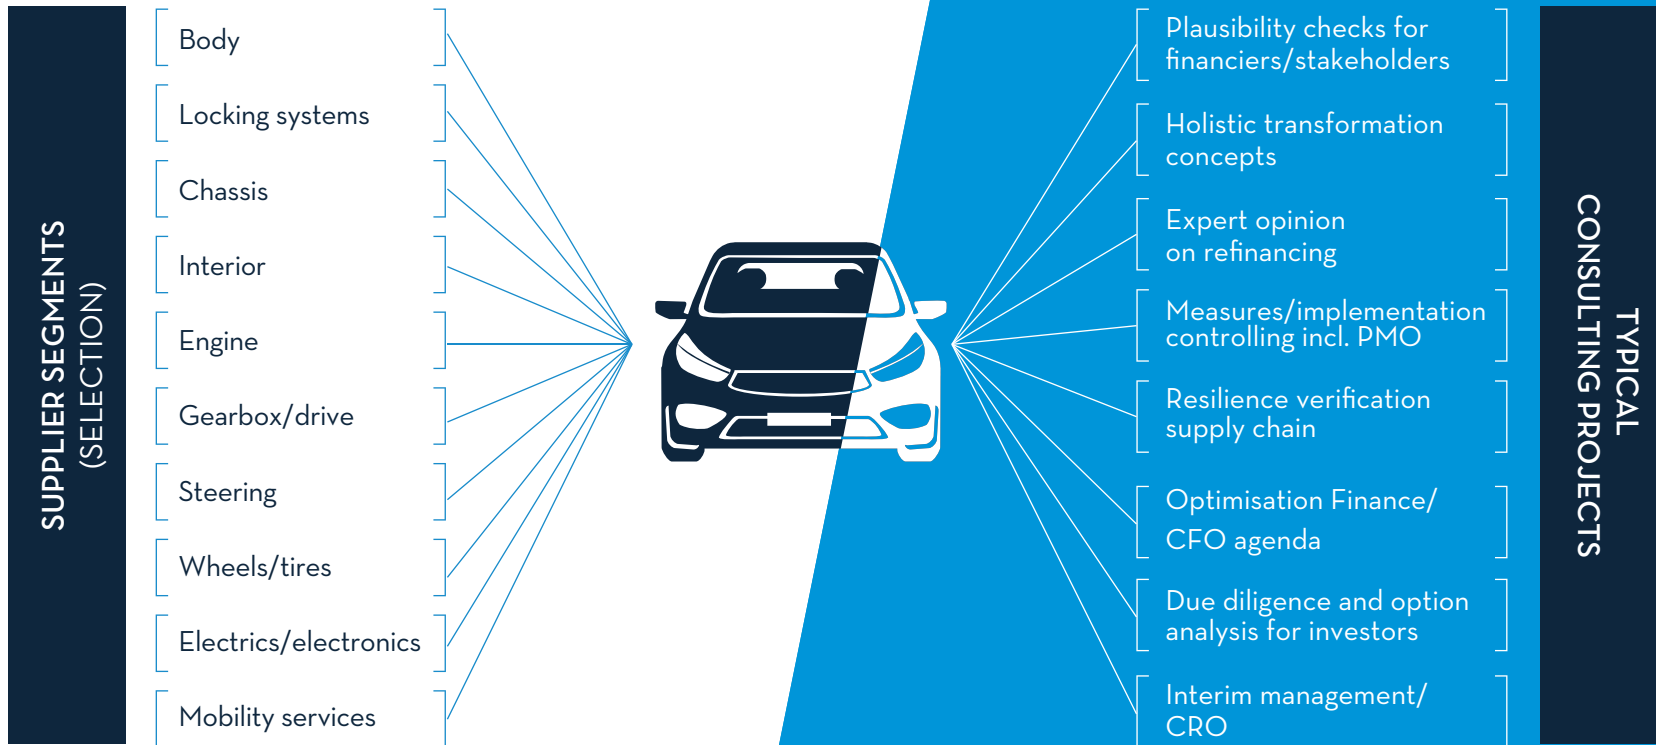 SUPPLIER SEGMENTS
(SELECTION)
Body
Locking systems
Chassis
Interior
Engine
Gearbox/drive
Steering
Wheels/tires
Electrics/electronics
Mobility services
Plausibility checks for
financiers/stakeholders
Holistic transformation
concepts
Expert opinion
on refinancing
Measures/implementation
controlling incl. PMO
Resilience verification
supply chain
Optimisation Finance/
CFO agenda
Due diligence and option
analysis for investors
Interim management/
CRO
TYPICAL
CONSULTING PROJECTS